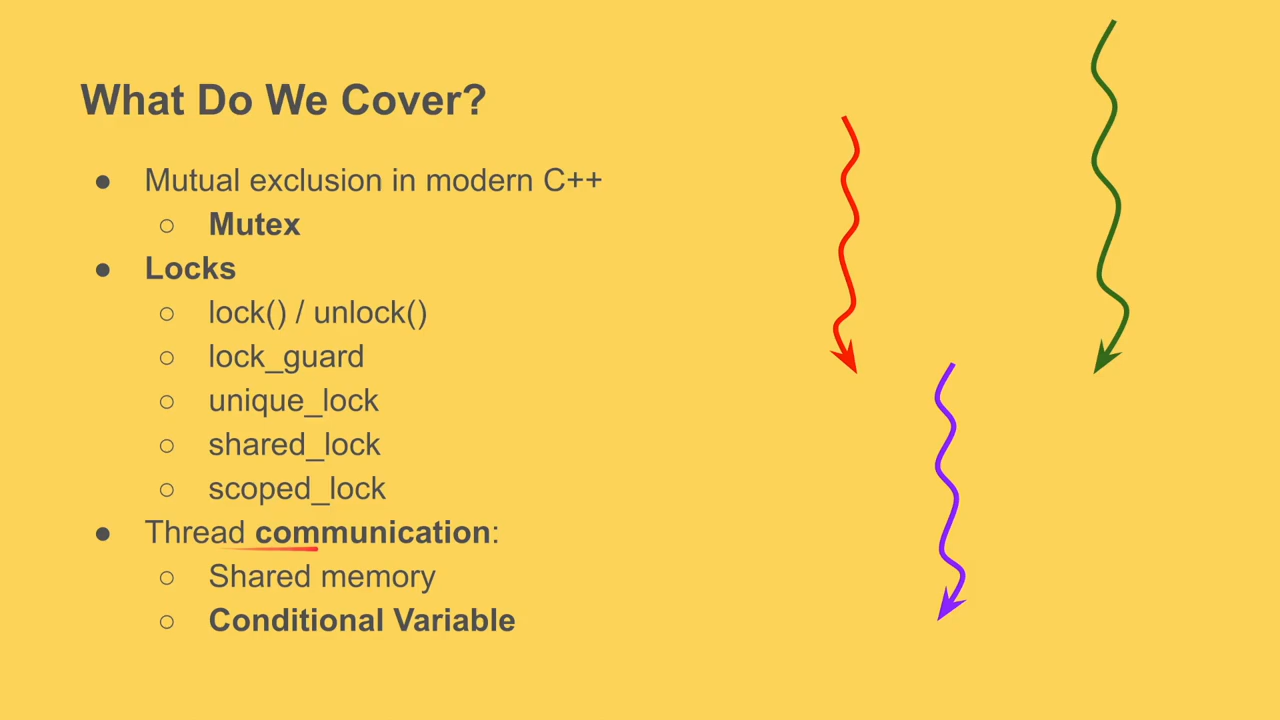 What Do We Cover?
● Mutual exclusion in modern C++
○ Mutex
● Locks
○ lock() / unlock()
○ lock_guard
○ unique_lock
○ shared_lock
○ scoped_lock
● Thread communication:
○ Shared memory
○ Conditional Variable